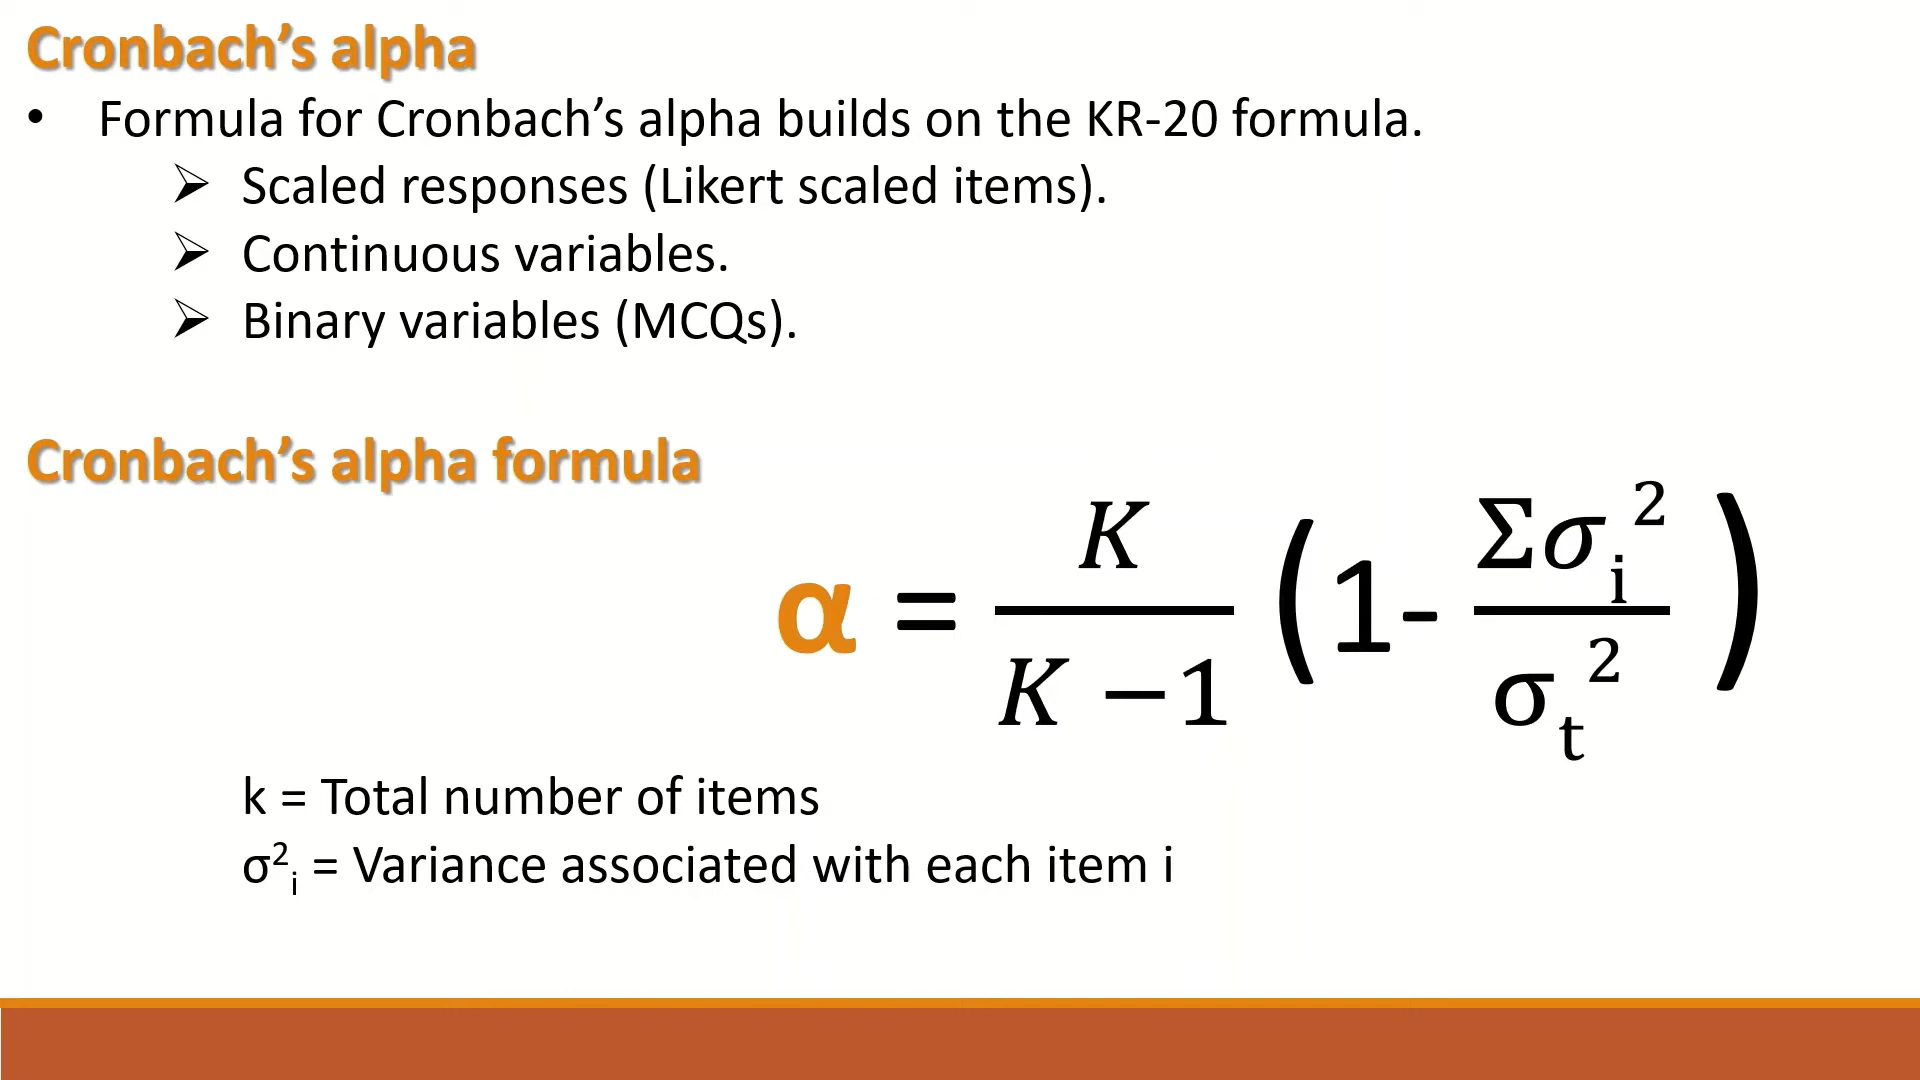 Cronbach’s alpha
• Formula for Cronbach’s alpha builds on the KR-20 formula.
➢ Scaled responses (Likert scaled items).
➢ Continuous variables.
➢ Binary variables (MCQs).
Cronbach’s alpha formula
α = K / (K − 1) (1- Σσᵢ² / σₜ²)
k = Total number of items
σ²ᵢ = Variance associated with each item i